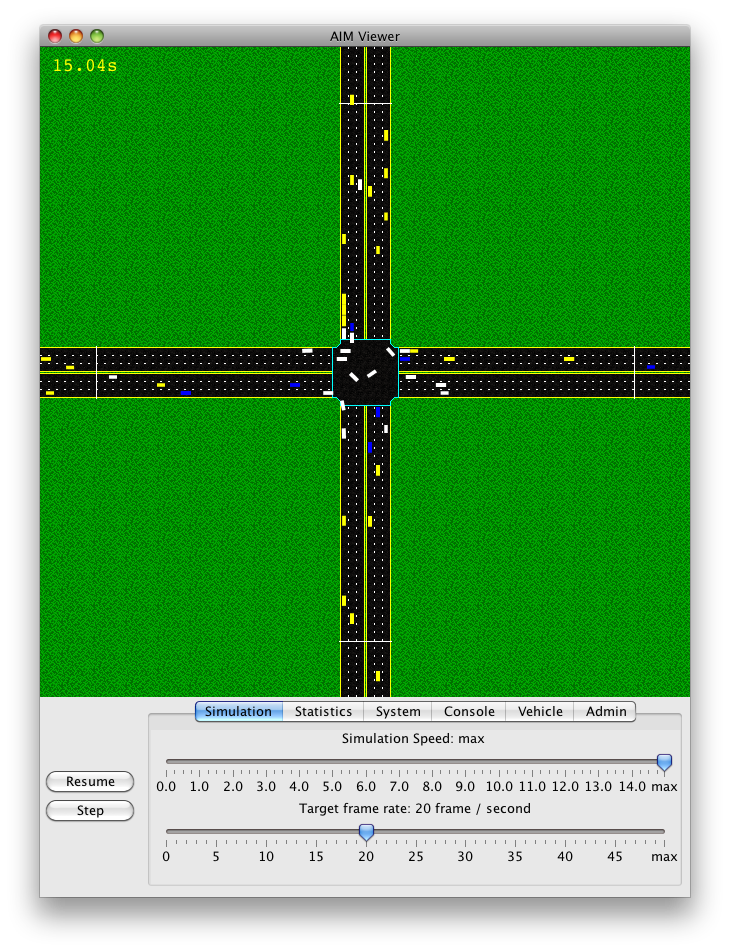 AIM Viewer
15.04s
Simulation Statistics System Console Vehicle Admin
Simulation Speed: max
0.0 1.0 2.0 3.0 4.0 5.0 6.0 7.0 8.0 9.0 10.0 11.0 12.0 13.0 14.0 max
Resume
Target frame rate: 20 frame / second
Step
0 5 10 15 20 25 30 35 40 45 max